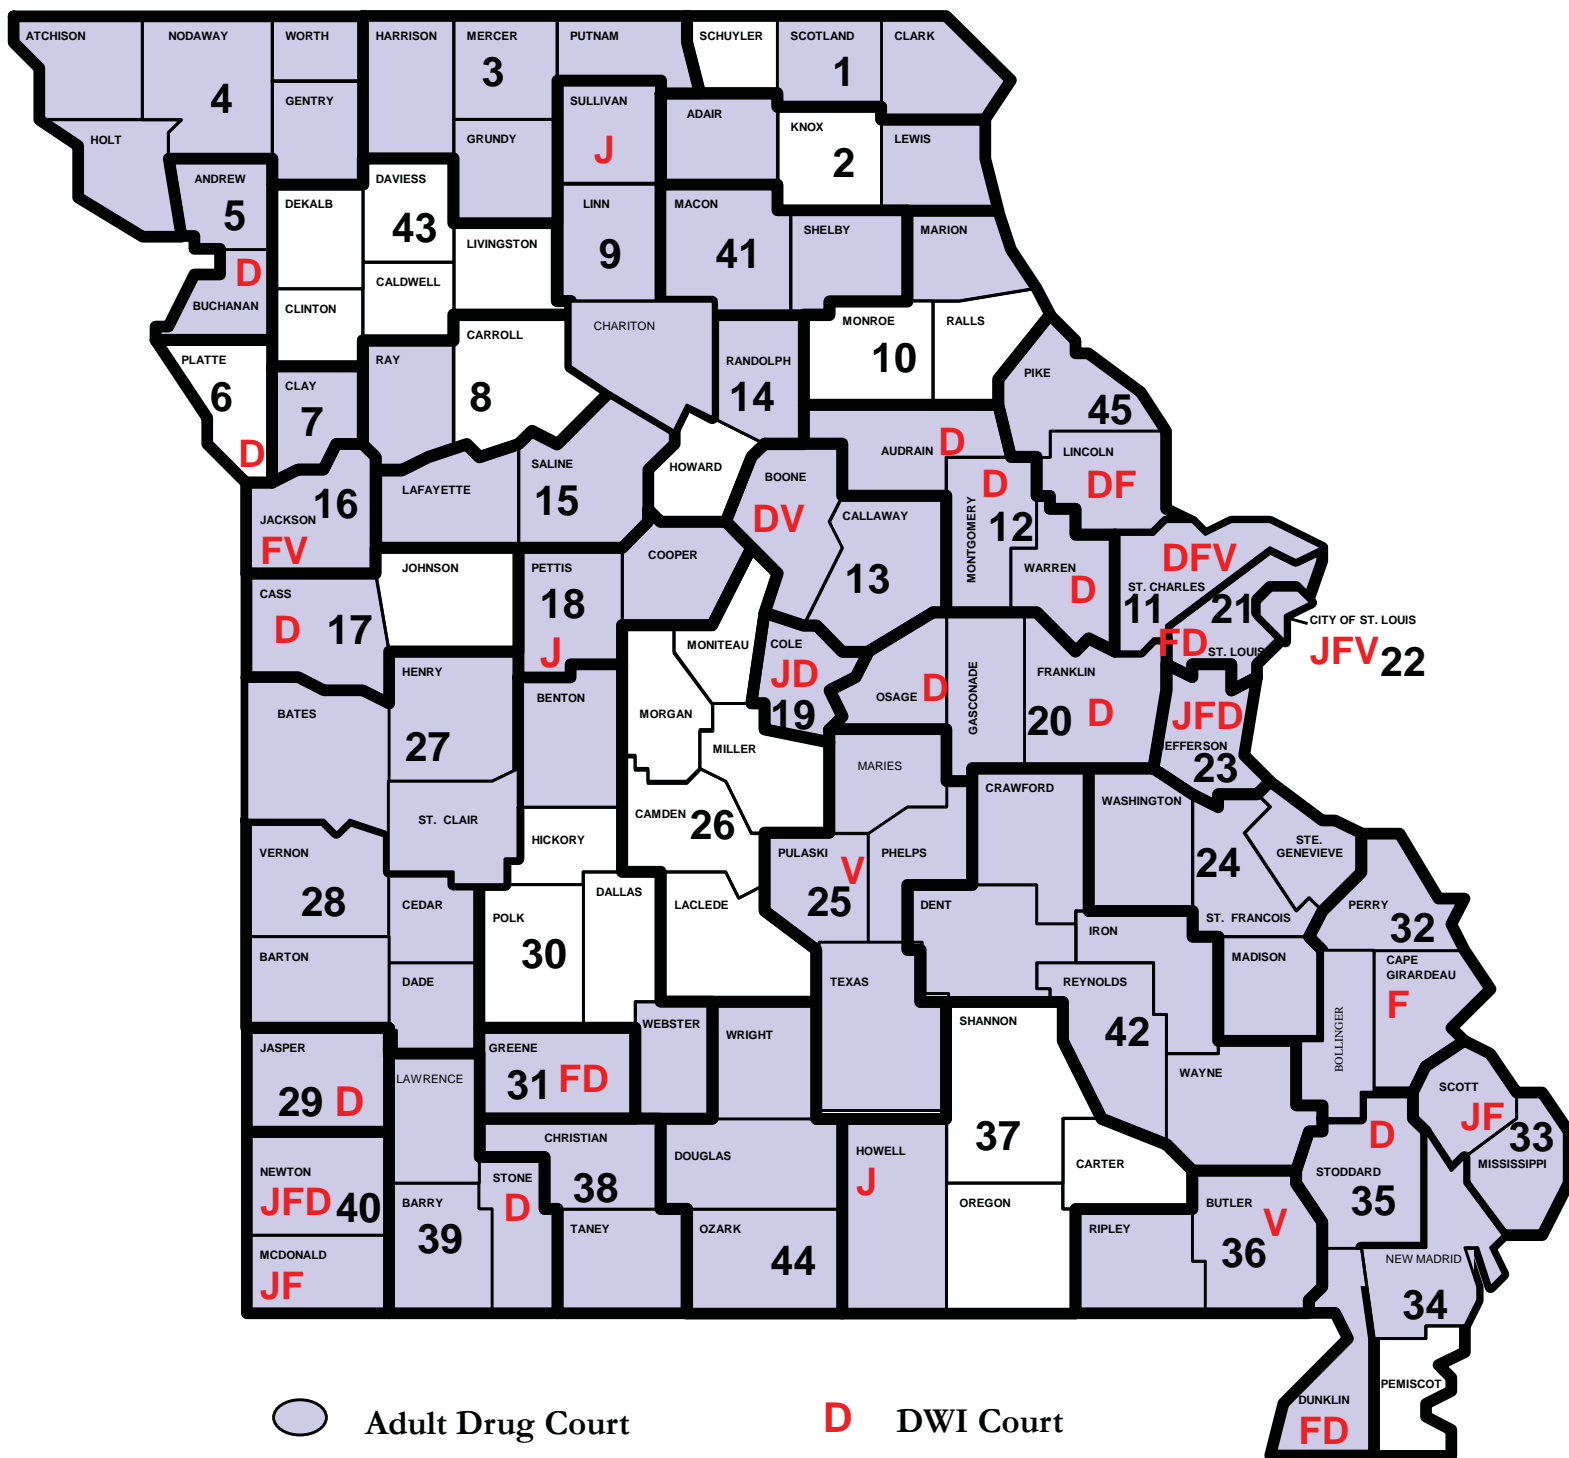 ATCHISON
NODAWAY
WORTH
HARRISON
MERCER
PUTNAM
SCHUYLER
SCOTLAND
CLARK
3
1
4
GENTRY
SULLIVAN
ADAIR
KNOX
LEWIS
HOLT
GRUNDY
J
2
ANDREW
DAVIESS
DEKALB
LINN
MACON
5
43
SHELBY
MARION
LIVINGSTON
9
41
D
CALDWELL
BUCHANAN
CLINTON
CHARITON
MONROE
RALLS
CARROLL
PLATTE
RAY
RANDOLPH
10
PIKE
CLAY
6
8
14
7
45
D
AUDRAIN
D
LINCOLN
HOWARD
SALINE
BOONE
D
DF
LAFAYETTE
15
16
JACKSON
DV
CALLAWAY
MONTGOMERY
12
FV
JOHNSON
PETTIS
COOPER
13
WARREN
D
DFV
ST. CHARLES
CASS
18
11
21
D
17
CITY OF ST. LOUIS
J
MONITEAU
COLE
FD
ST. LOUIS
JFV
22
HENRY
JD
FRANKLIN
BENTON
OSAGE
D
GASCONADE
BATES
MORGAN
19
20
D
JFD
27
MILLER
EFFERSON
23
MARIES
CRAWFORD
WASHINGTON
ST. CLAIR
CAMDEN
26
HICKORY
STE.
GENEVIEVE
VERNON
PULASKI
V
PHELPS
24
28
DALLAS
25
CEDAR
POLK
LACLEDE
DENT
ST. FRANCOIS
PERRY
32
IRON
30
BARTON
MADISON
CAPE
GIRARDEAU
DADE
TEXAS
REYNOLDS
F
WEBSTER
SHANNON
42
WRIGHT
BOLLINGER
JASPER
GREENE
29
D
LAWRENCE
31
FD
WAYNE
SCOTT
JF
33
CHRISTIAN
37
D
DOUGLAS
HOWELL
CARTER
MISSISSIPPI
NEWTON
STONE
J
STODDARD
JFD
40
D
38
35
BARRY
OREGON
BUTLER
39
TANEY
OZARK
RIPLEY
V
MCDONALD
44
36
NEW MADRID
JF
34
PEMISCOT
DUNKLIN
FD
Adult Drug Court
D
DWI Court